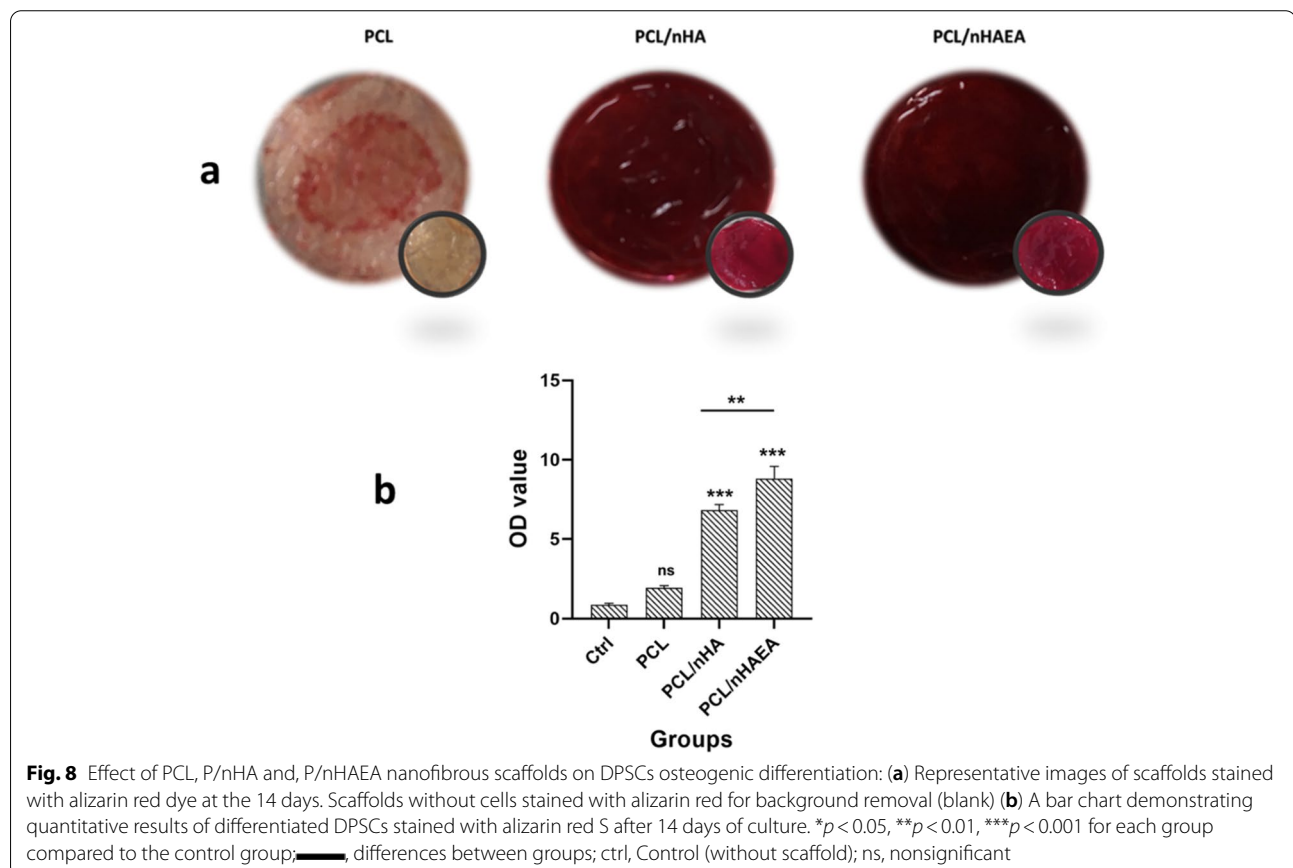 PCL PCL/nHA PCL/nHAEA
a
b
15
10
5
0
OD value
**
***
***
ns
Ctrl
PCL
PCL/nHA
PCL/nHAEA
Groups
Fig. 8 Effect of PCL, P/nHA and, P/nHAEA nanofibrous scaffolds on DPSCs osteogenic differentiation: (a) Representative images of scaffolds stained
with alizarin red dye at the 14 days. Scaffolds without cells stained with alizarin red for background removal (blank) (b) A bar chart demonstrating
quantitative results of differentiated DPSCs stained with alizarin red S after 14 days of culture. *p < 0.05, **p < 0.01, ***p < 0.001 for each group
compared to the control group; ▬▬, differences between groups; ctrl, Control (without scaffold); ns, nonsignificant